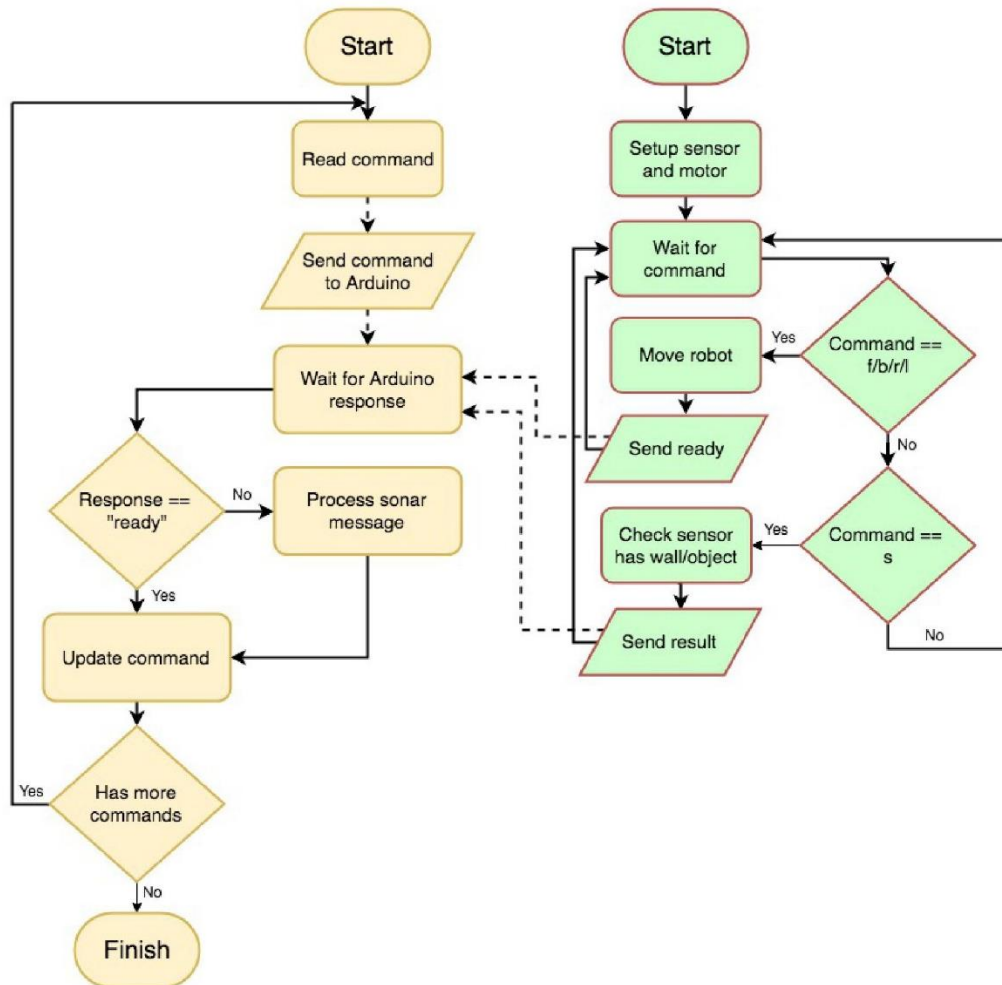 Start
Read command
Send command
to Arduino
Wait for Arduino
response
Response ==
"ready"
No
Process sonar
message
Yes
Update command
Yes
Has more
commands
No
Finish
Start
Setup sensor
and motor
Wait for
command
Command ==
f/b/r/l
Yes
Move robot
Send ready
No
Command ==
s
Yes
Check sensor
has wall/object
Send result
No